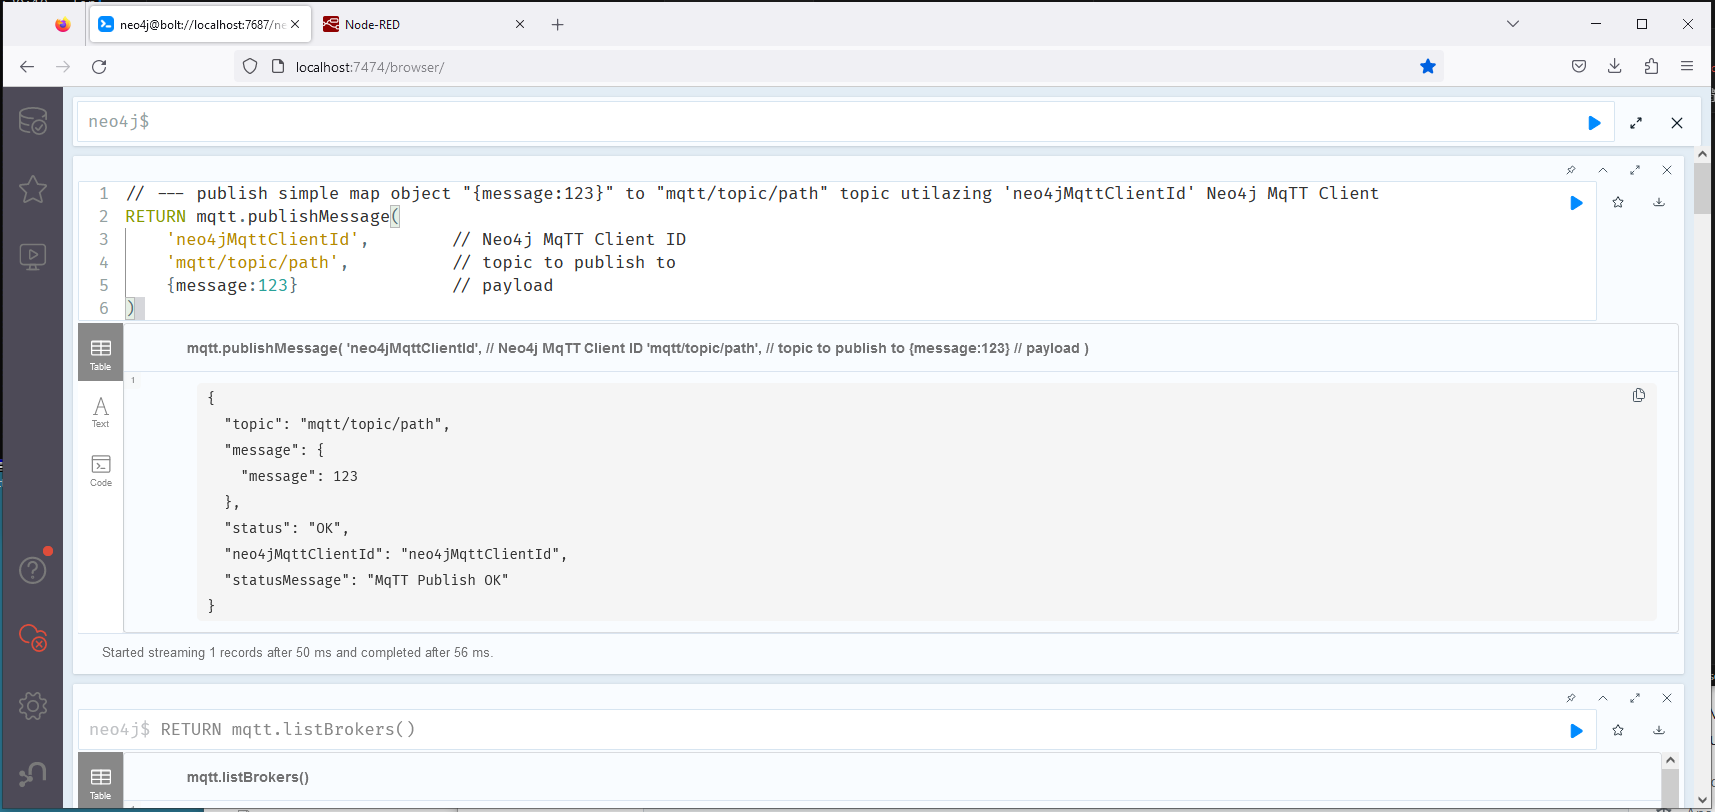 neo4j@bolt://localhost:7687/ne
Node-RED
localhost:7474/browser/
neo4j$
1 // --- publish simple map object "{message:123}" to "mqtt/topic/path" topic utilazing 'neo4jMqttClientId' Neo4j MqTT Client
2 RETURN mqtt.publishMessage(
3 'neo4jMqttClientId', // Neo4j MqTT Client ID
4 'mqtt/topic/path', // topic to publish to
5 {message:123} // payload
6 )
Table
mqtt.publishMessage( 'neo4jMqttClientId', // Neo4j MqTT Client ID 'mqtt/topic/path', // topic to publish to {message:123} // payload )
1
{
"topic": "mqtt/topic/path",
"message": {
"message": 123
},
"status": "OK",
"neo4jMqttClientId": "neo4jMqttClientId",
"statusMessage": "MqTT Publish OK"
}
Text
Code
Started streaming 1 records after 50 ms and completed after 56 ms.
neo4j$ RETURN mqtt.listBrokers()
Table
mqtt.listBrokers()